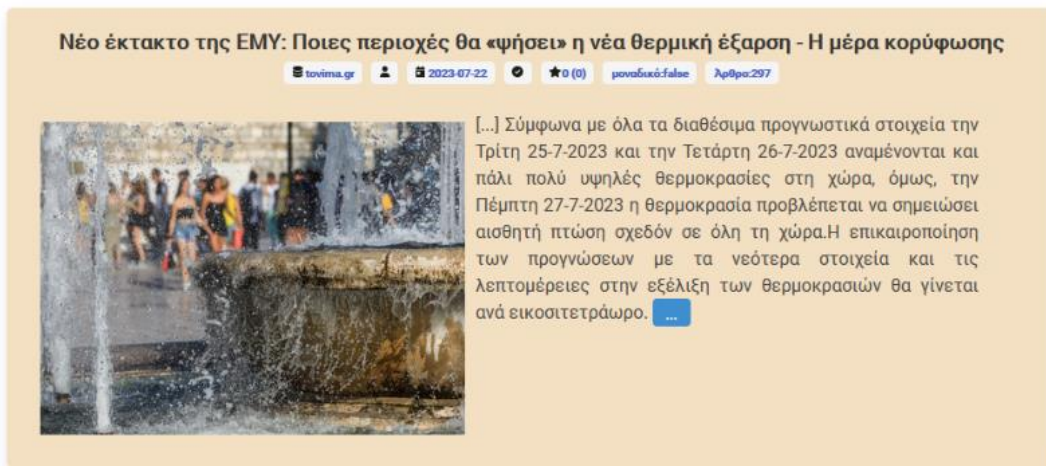 Νέο έκτακτο της ΕΜΥ: Ποιες περιοχές θα «ψήσει» η νέα θερμική έξαρση - Η μέρα κορύφωσης
tovima.gr 2023-07-22 0 (0) μοναδικό:false Άρθρο:297
[...] Σύμφωνα με όλα τα διαθέσιμα προγνωστικά στοιχεία την
Τρίτη 25-7-2023 και την Τετάρτη 26-7-2023 αναμένονται και
πάλι πολύ υψηλές θερμοκρασίες στη χώρα, όμως, την
Πέμπτη 27-7-2023 η θερμοκρασία προβλέπεται να σημειώσει
αισθητή πτώση σχεδόν σε όλη τη χώρα.Η επικαιροποίηση
των προγνώσεων με τα νεότερα στοιχεία και τις
λεπτομέρειες στην εξέλιξη των θερμοκρασιών θα γίνεται
ανά εικοσιτετράωρο. ...